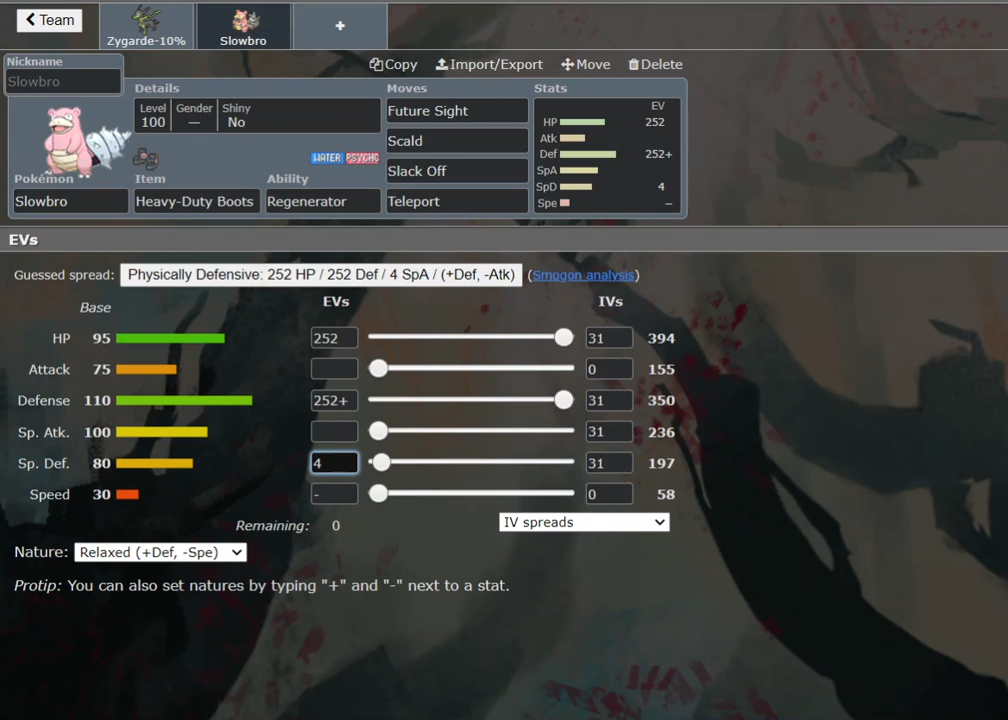 Team
Zygarde-10%
Slowbro
+
Copy Import/Export Move Delete
Nickname
Slowbro
Details
Level
100
Gender
—
Shiny
No
WATER PSYCHC
Pokémon
Slowbro
Item
Heavy-Duty Boots
Ability
Regenerator
Moves
Future Sight
Scald
Slack Off
Teleport
Stats
EV
HP 252
Atk
Def 252+
SpA
SpD 4
Spe –
EVs
Guessed spread: Physically Defensive: 252 HP / 252 Def / 4 SpA / (+Def, -Atk) (Smogon analysis)
Base EVs IVs
HP 95 252 31 394
Attack 75 0 155
Defense 110 252+ 31 350
Sp. Atk. 100 31 236
Sp. Def. 80 4 31 197
Speed 30 - 0 58
Remaining: 0 IV spreads
Nature: Relaxed (+Def, -Spe)
Protip: You can also set natures by typing "+" and "-" next to a stat.